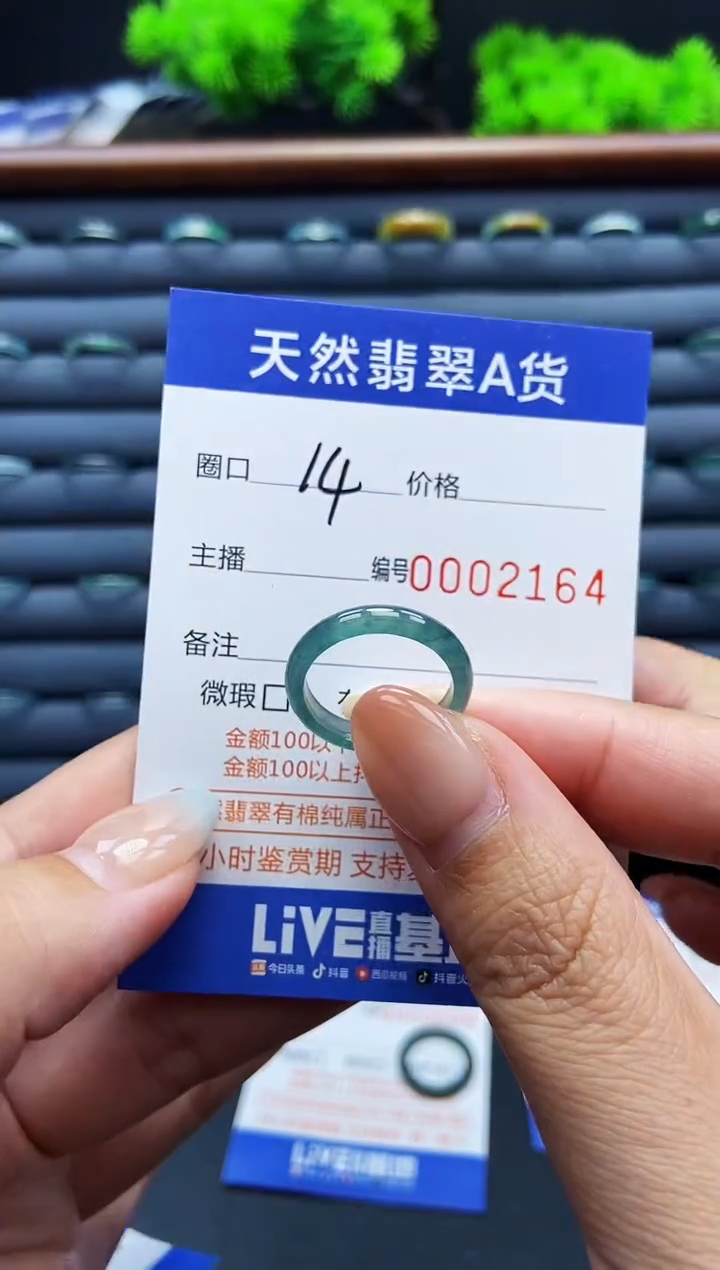 天然翡翠A货
圈口 14 价格
主播 编号0002164
备注
微瑕□
金额100以
金额100以上
翡翠有棉纯属正
小时鉴赏期 支持
LiVE直播基
今日头条 抖音 西瓜视频 抖音火